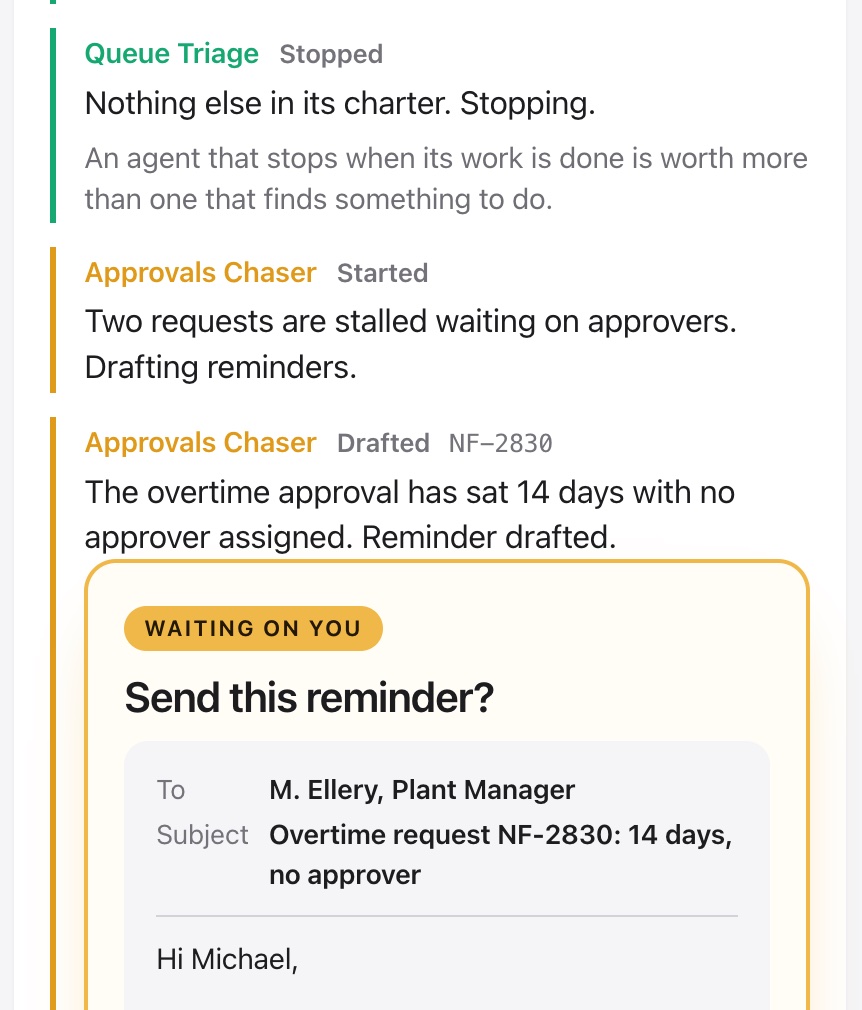 Queue Triage Stopped
Nothing else in its charter. Stopping.
An agent that stops when its work is done is worth more
than one that finds something to do.
Approvals Chaser Started
Two requests are stalled waiting on approvers.
Drafting reminders.
Approvals Chaser Drafted NF–2830
The overtime approval has sat 14 days with no
approver assigned. Reminder drafted.
WAITING ON YOU
Send this reminder?
To M. Ellery, Plant Manager
Subject Overtime request NF-2830: 14 days,
no approver
Hi Michael,